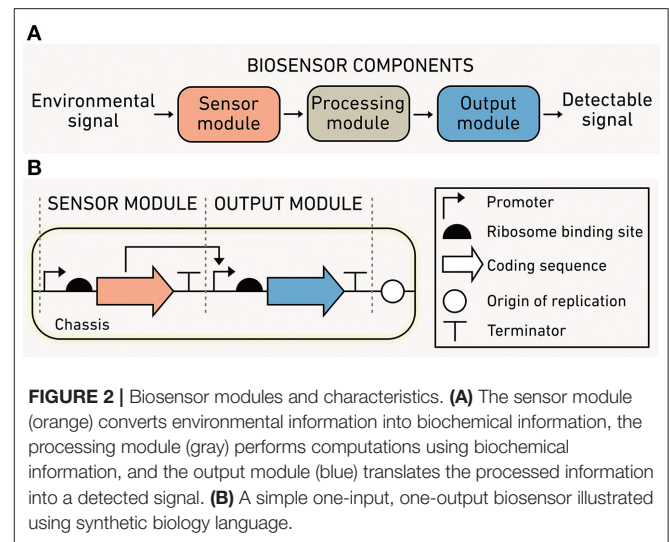 A
BIOSENSOR COMPONENTS
Environmental
signal
Sensor
module
Processing
module
Output
module
Detectable
signal
B
SENSOR MODULE
OUTPUT MODULE
Chassis
Promoter
Ribosome binding site
Coding sequence
Origin of replication
Terminator
FIGURE 2 | Biosensor modules and characteristics. (A) The sensor module
(orange) converts environmental information into biochemical information, the
processing module (gray) performs computations using biochemical
information, and the output module (blue) translates the processed information
into a detected signal. (B) A simple one-input, one-output biosensor illustrated
using synthetic biology language.